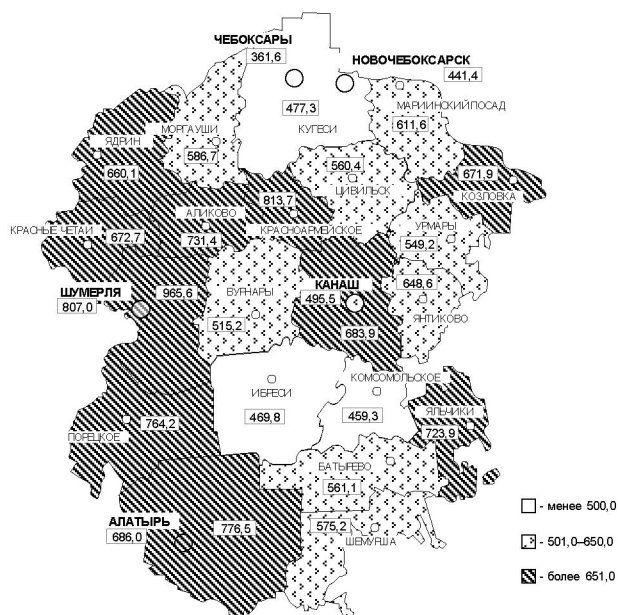 ЧЕБОКСАРЫ
361,6
НОВОЧЕБОКСАРСК
441,4
477,3
КУГЕСИ
МАРИИНСКИЙ ПОСАД
611,6
МОРГАУШИ
586,7
ЯДРИН
660,1
560,4
ЦИВИЛЬСК
671,9
КОЗЛОВКА
813,7
КРАСНОАРМЕЙСКОЕ
АЛИКОВО
731,4
КРАСНЫЕ ЧЕТАИ
672,7
УРМАРЫ
549,2
ШУМЕРЛЯ
807,0
965,6
ВУРНАРЫ
515,2
КАНАШ
495,5
683,9
648,6
ЯНТИКОВО
ИБРЕСИ
469,8
КОМСОМОЛЬСКОЕ
459,3
ЯЛЬЧИКИ
723,9
764,2
ПОРЕЦКОЕ
БАТЫРЕВО
561,1
АЛАТЫРЬ
686,0
776,5
575,2
ШЕМУРША
- менее 500,0
- 501,0–650,0
- более 651,0